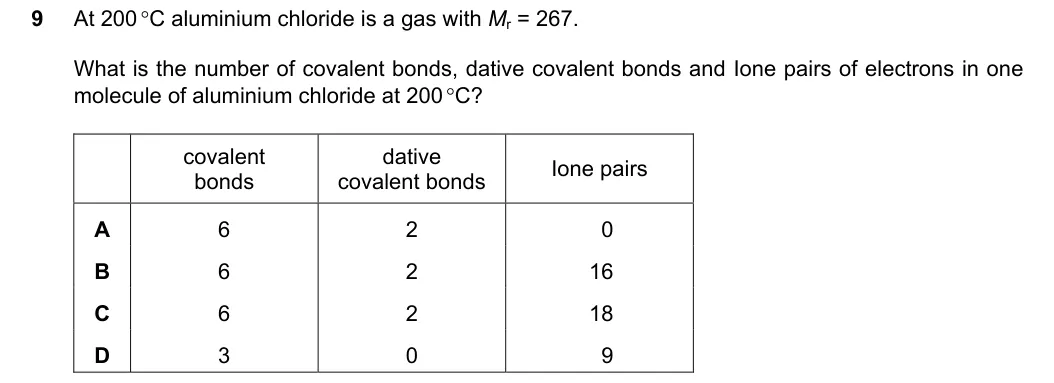 9 At 200 °C aluminium chloride is a gas with Mr = 267.
What is the number of covalent bonds, dative covalent bonds and lone pairs of electrons in one
molecule of aluminium chloride at 200 °C?
covalent bonds | dative covalent bonds | lone pairs
A 6 2 0
B 6 2 16
C 6 2 18
D 3 0 9